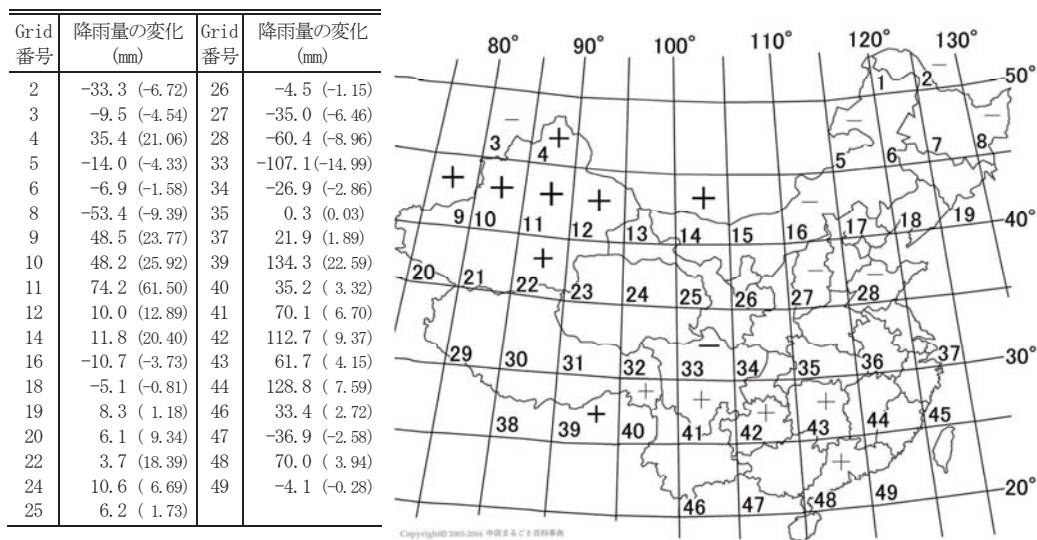 Grid 降雨量の変化 Grid 降雨量の変化
番号 (mm) 番号 (mm)
2 -33.3 (-6.72) 26 -4.5 (-1.15)
3 -9.5 (-4.54) 27 -35.0 (-6.46)
4 35.4 (21.06) 28 -60.4 (-8.96)
5 -14.0 (-4.33) 33 -107.1(-14.99)
6 -6.9 (-1.58) 34 -26.9 (-2.86)
8 -53.4 (-9.39) 35 0.3 (0.03)
9 48.5 (23.77) 37 21.9 (1.89)
10 48.2 (25.92) 39 134.3 (22.59)
11 74.2 (61.50) 40 35.2 ( 3.32)
12 10.0 (12.89) 41 70.1 ( 6.70)
14 11.8 (20.40) 42 112.7 ( 9.37)
16 -10.7 (-3.73) 43 61.7 ( 4.15)
18 -5.1 (-0.81) 44 128.8 ( 7.59)
19 8.3 ( 1.18) 46 33.4 ( 2.72)
20 6.1 ( 9.34) 47 -36.9 (-2.58)
22 3.7 (18.39) 48 70.0 ( 3.94)
24 10.6 ( 6.69) 49 -4.1 (-0.28)
25 6.2 ( 1.73)
80° 90° 100° 110° 120° 130°
1 2 50°
3 4 5 6 7 8
9 10 11 12 13 14 15 16 17 18 19 40°
20 21 22 23 24 25 26 27 28
29 30 31 32 33 34 35 36 37 30°
38 39 40 41 42 43 44 45
46 47 48 49 20°
Copyright© 2003-2004 中国まるごと百科事典